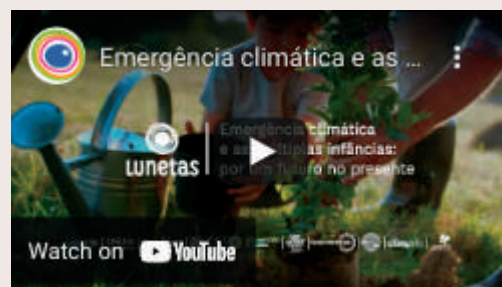 Emergência climática e as ...
LUNETAS
Emergência climática
e as múltiplas infâncias:
por um futuro no presente
Watch on YouTube